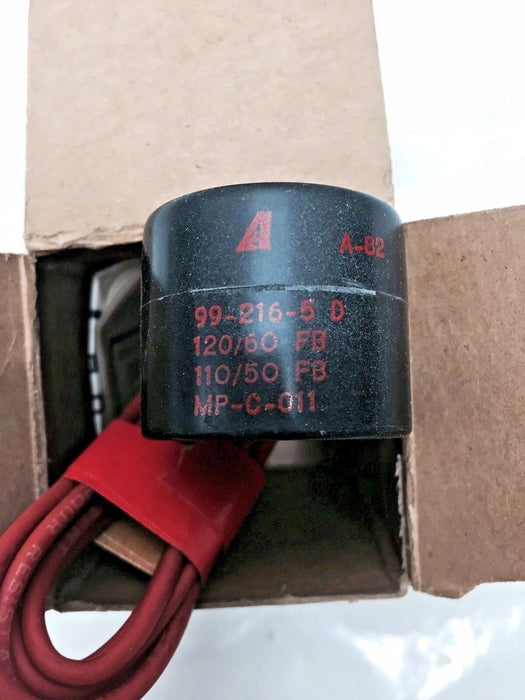 A
A-82
99-216-5 D
120/60 FB
110/50 FB
MP-C-011